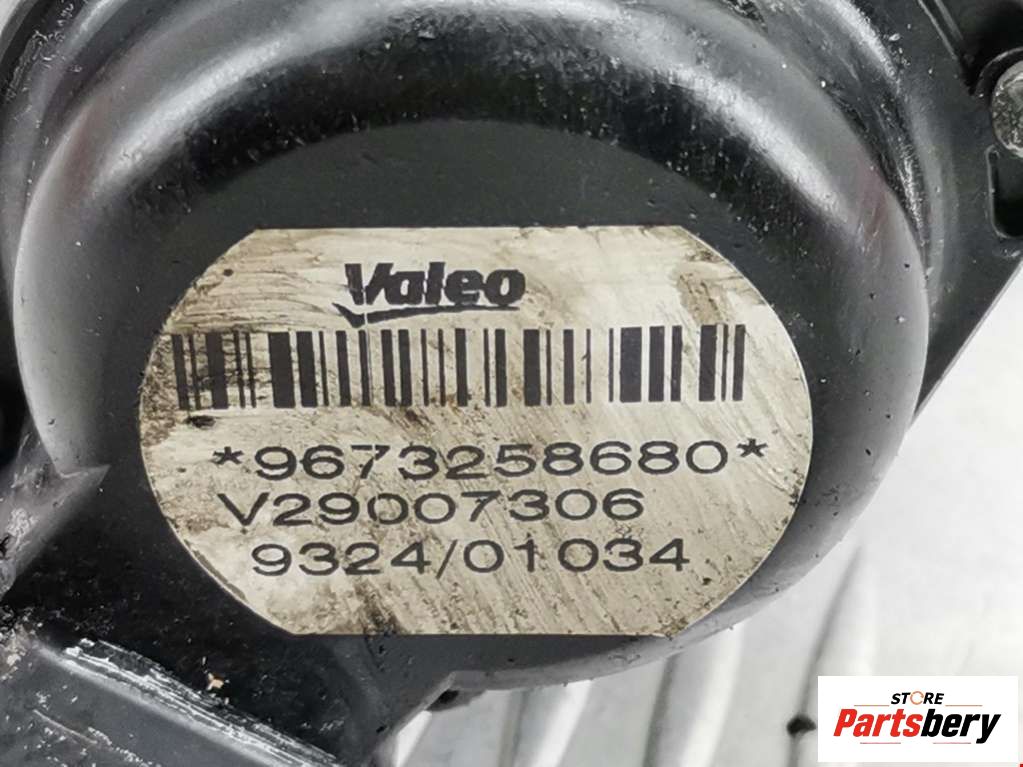 Valeo
*9673258680*
V29007306
9324/01034
STORE
Partsbery